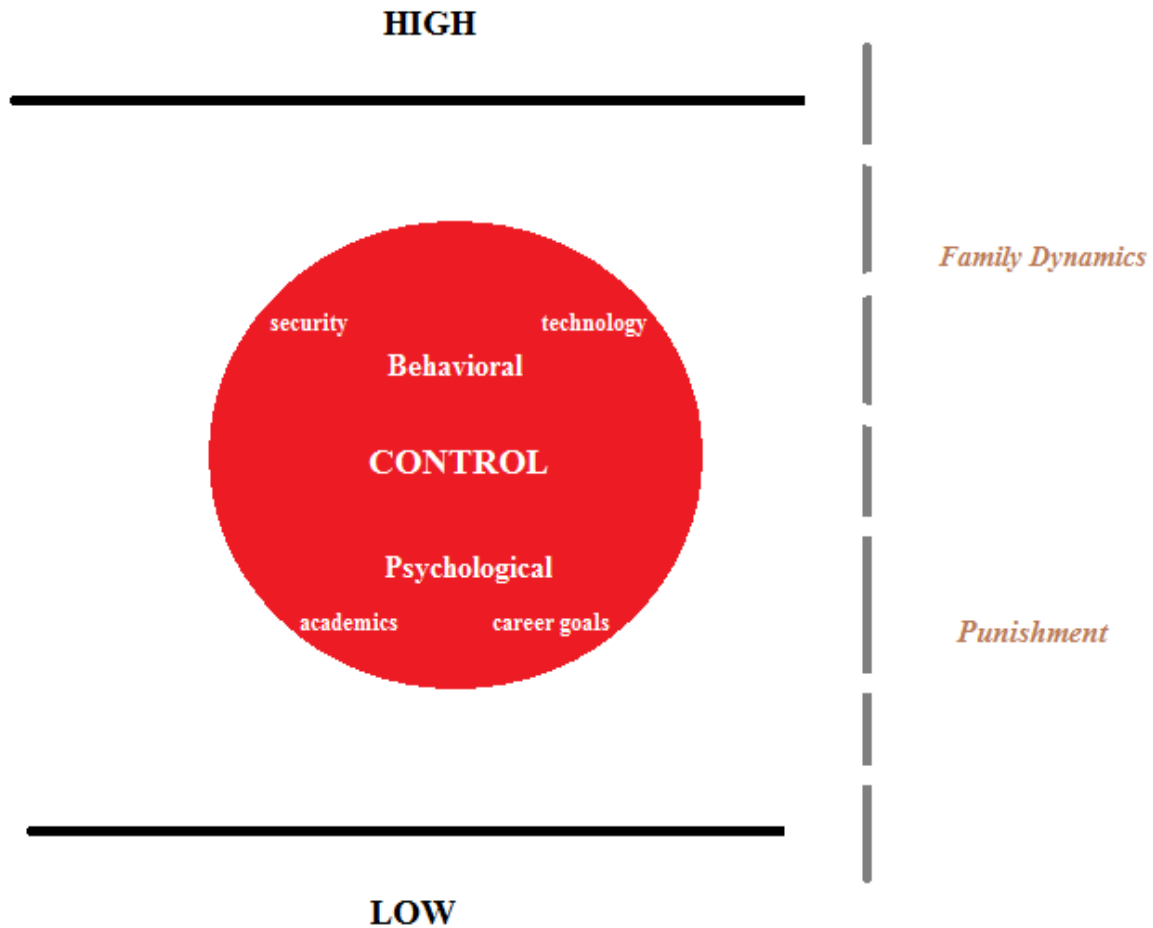 HIGH
Family Dynamics
security technology
Behavioral
CONTROL
Psychological
academics career goals
Punishment
LOW